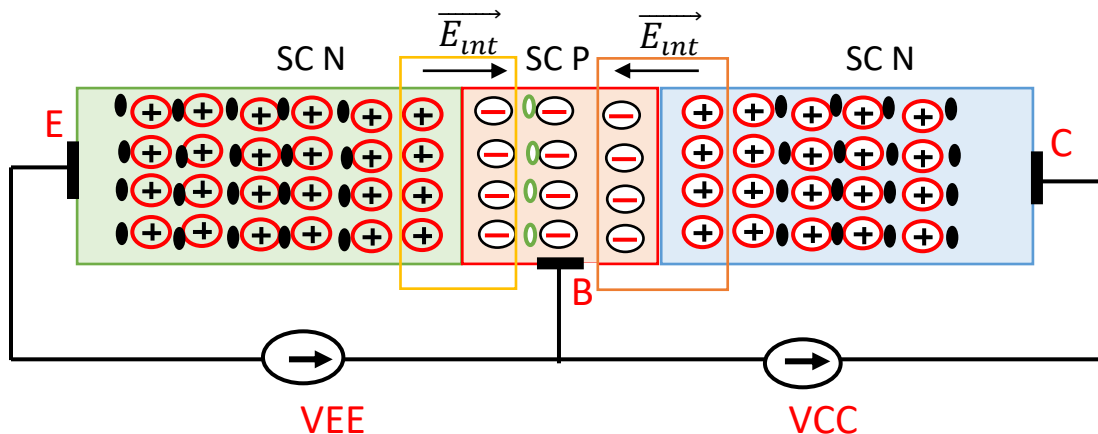 E_int E_int
SC N SC P SC N
E
C
B
VEE VCC